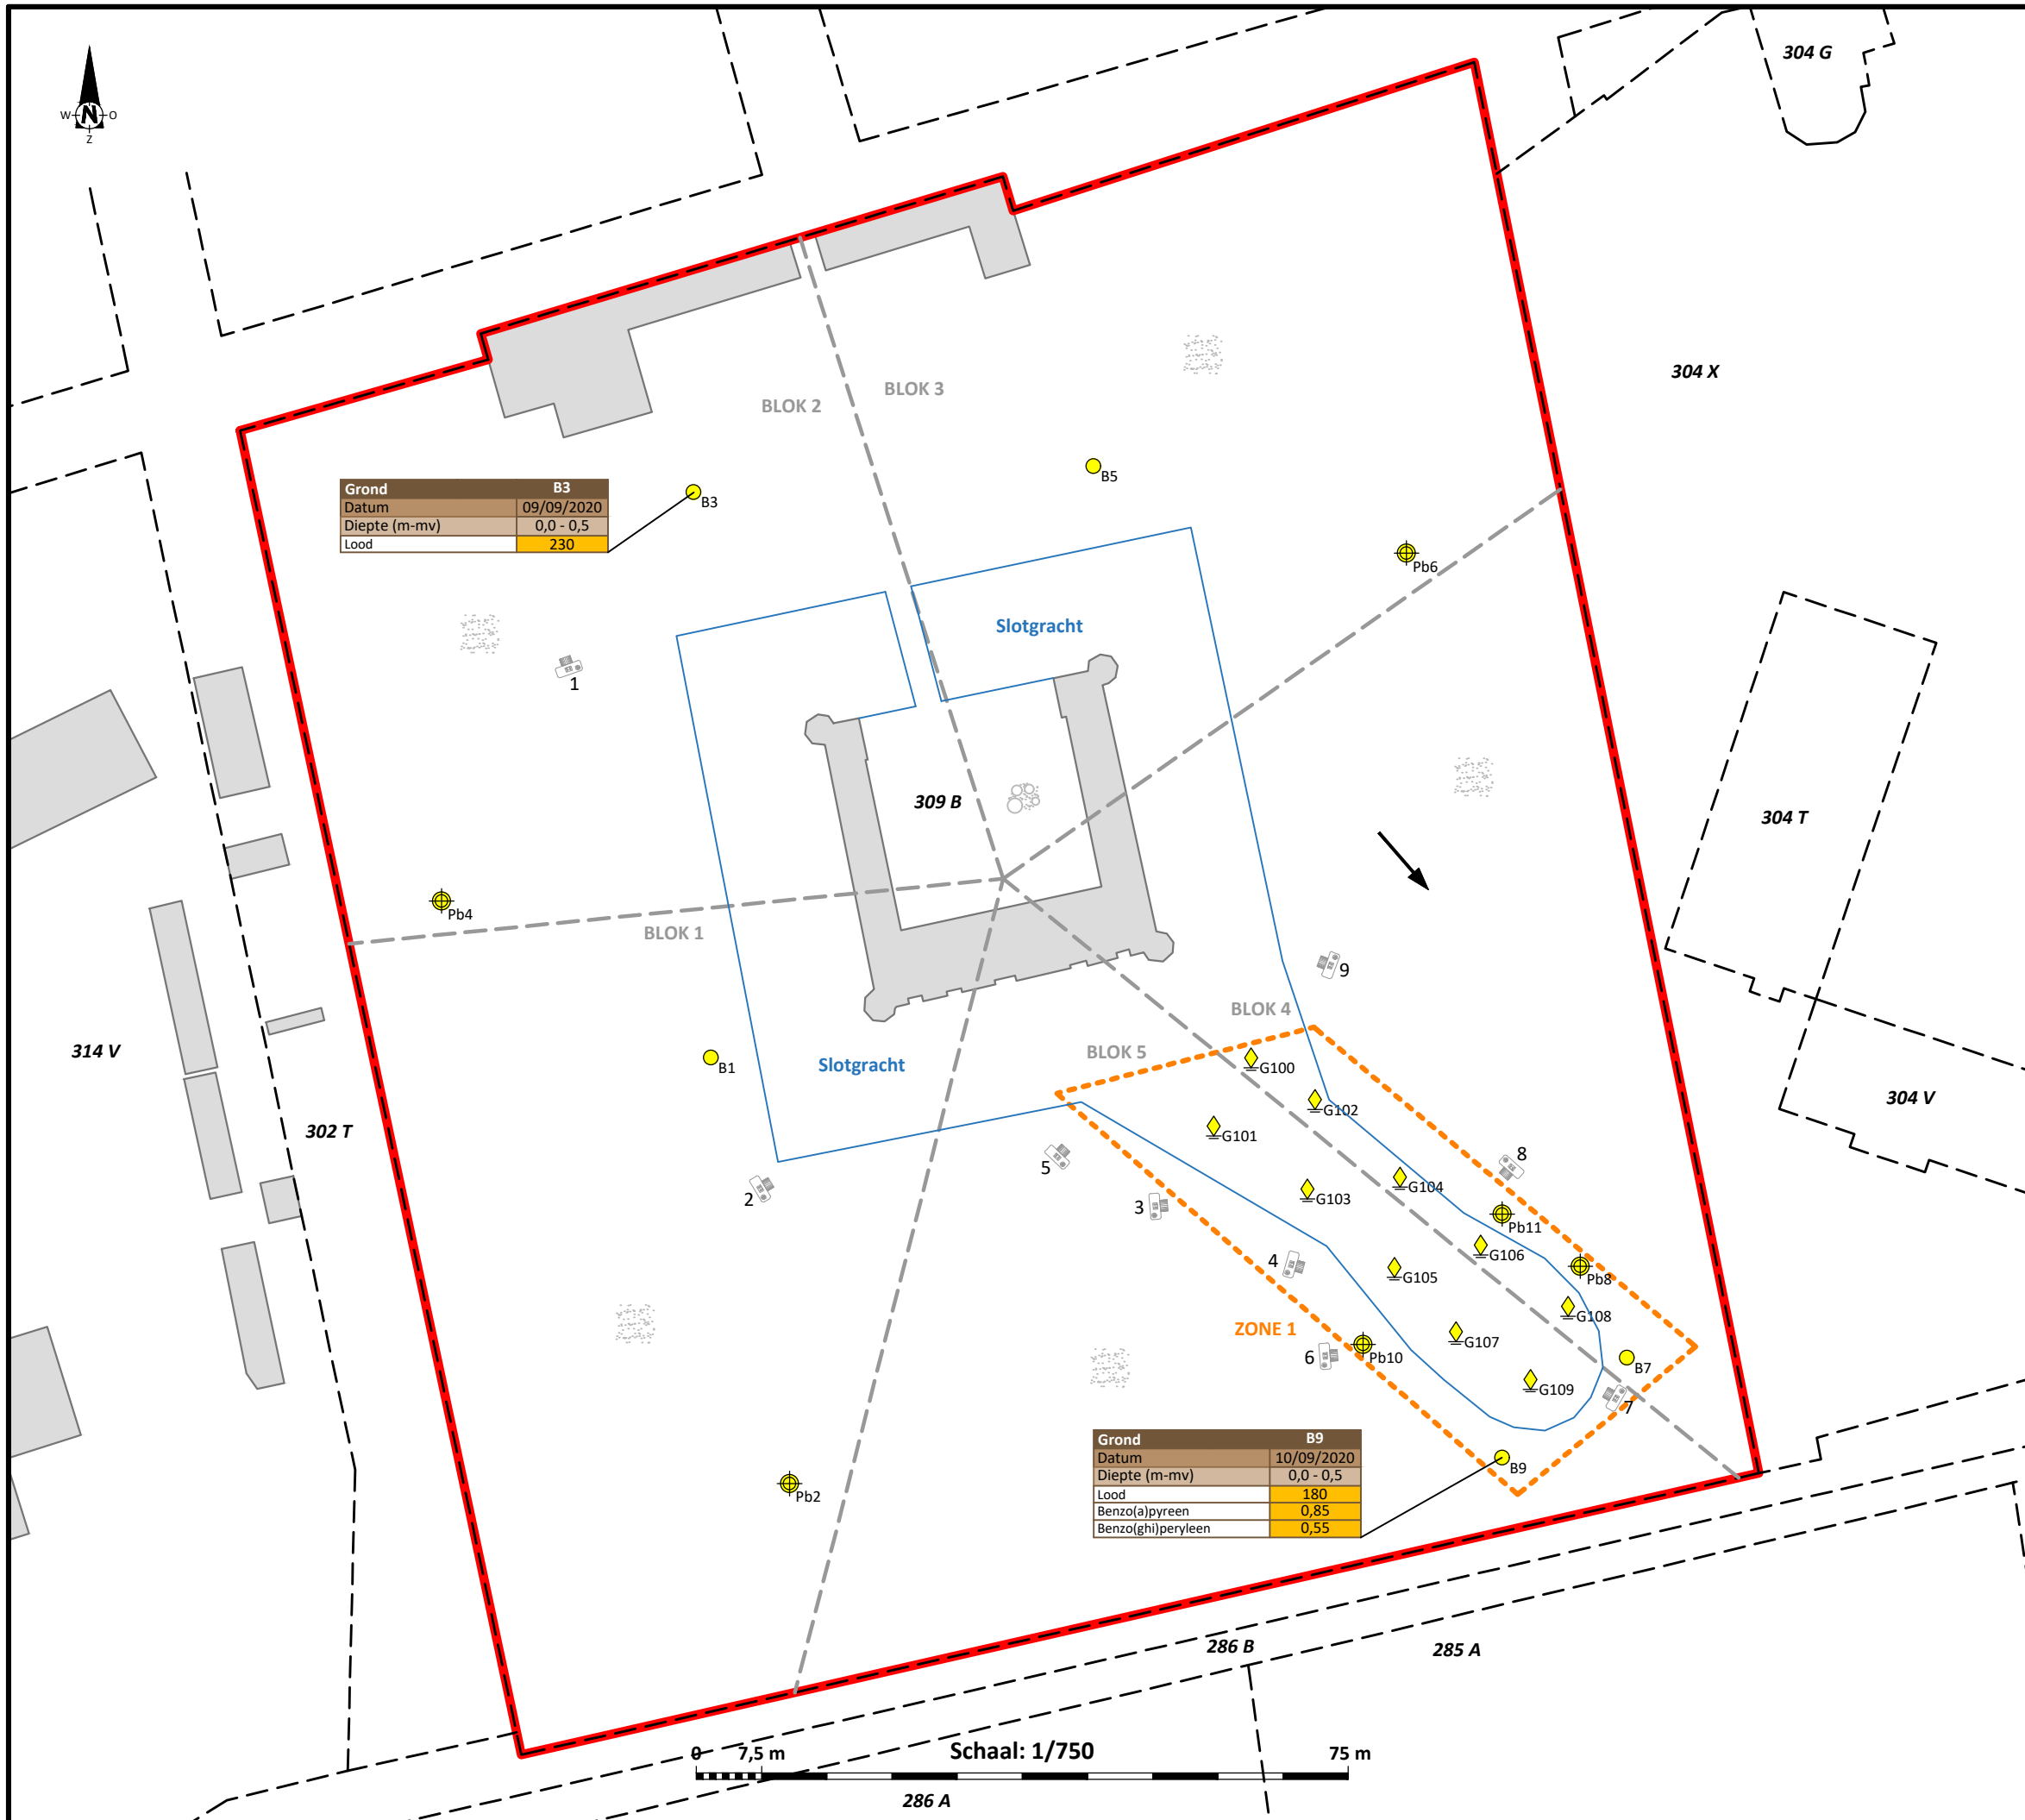 304 G
N
W
O
Z
304 X
BLOK 3
BLOK 2
B5
Grond B3
Datum 09/09/2020
Diepte (m-mv) 0,0 - 0,5
Lood 230
B3
Pb6
Slotgracht
1
309 B
304 T
Pb4
BLOK 1
9
BLOK 4
314 V
BLOK 5
B1
Slotgracht
G100
304 V
G102
302 T
G101
8
5
2
G104
G103
3
Pb11
G106
4
G105
Pb8
G108
ZONE 1
G107
Pb10
6
B7
G109
7
Grond B9
Datum 10/09/2020
Diepte (m-mv) 0,0 - 0,5
Lood 180
Benzo(a)pyreen 0,85
Benzo(ghi)peryleen 0,55
B9
Pb2
286 B
285 A
0 7,5 m Schaal: 1/750 75 m
286 A